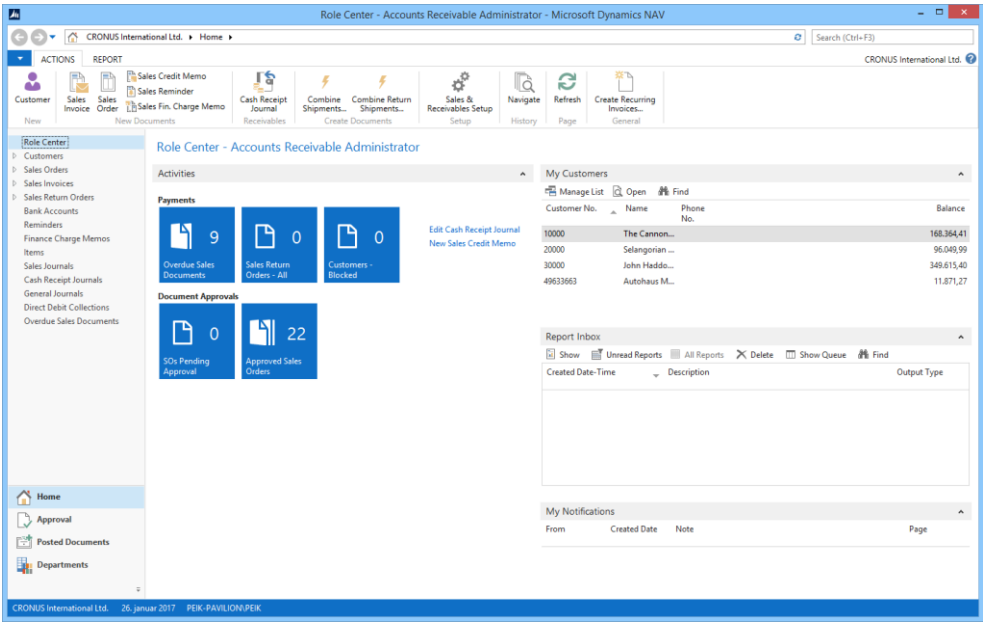 Role Center - Accounts Receivable Administrator - Microsoft Dynamics NAV
CRONUS International Ltd. Home
Search (Ctrl+F3)
ACTIONS REPORT
CRONUS International Ltd.
Customer
New
Sales Invoice
Sales Order
Sales Credit Memo
Sales Reminder
Sales Fin. Charge Memo
New Documents
Cash Receipt Journal
Receivables
Combine Shipments...
Combine Return Shipments...
Create Documents
Sales & Receivables Setup
Setup
Navigate
History
Refresh
Page
Create Recurring Invoices...
General
Role Center
Customers
Sales Orders
Sales Invoices
Sales Return Orders
Bank Accounts
Reminders
Finance Charge Memos
Items
Sales Journals
Cash Receipt Journals
General Journals
Direct Debit Collections
Overdue Sales Documents
Home
Approval
Posted Documents
Departments
Role Center - Accounts Receivable Administrator
Activities
Payments
9
Overdue Sales
Documents
0
Sales Return
Orders - All
0
Customers -
Blocked
Edit Cash Receipt Journal
New Sales Credit Memo
Document Approvals
0
SOs Pending
Approval
22
Approved Sales
Orders
My Customers
Manage List Open Find
Customer No. Name Phone No. Balance
10000 The Cannon... 168.364,41
20000 Selangorian ... 96.049,99
30000 John Haddo... 349.615,40
49633663 Autohaus M... 11.871,27
Report Inbox
Show Unread Reports All Reports Delete Show Queue Find
Created Date-Time Description Output Type
My Notifications
From Created Date Note Page
CRONUS International Ltd. 26. januar 2017 PEIK-PAVILION\PEIK